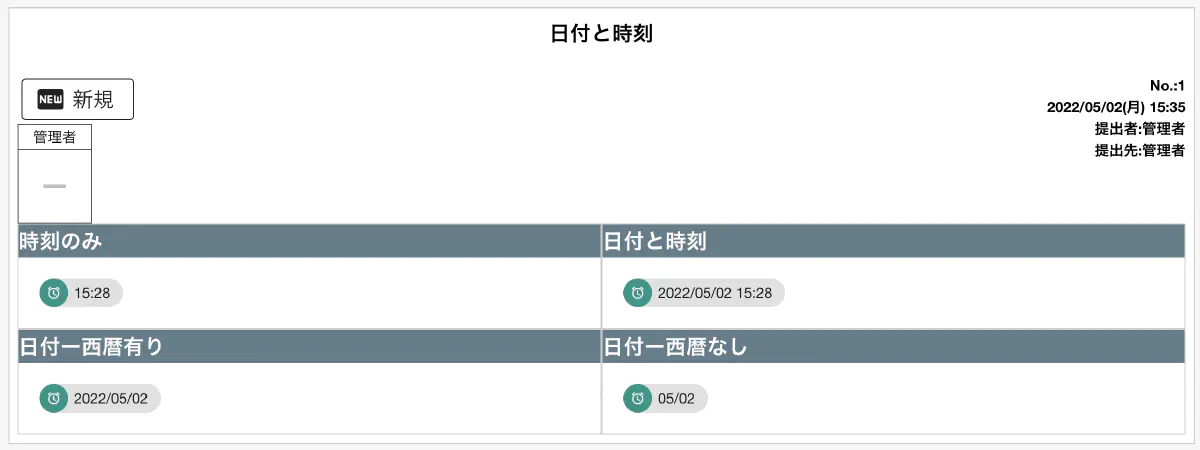 日付と時刻
NEW 新規
No.:1
2022/05/02(月) 15:35
提出者:管理者
提出先:管理者
管理者
時刻のみ
15:28
日付と時刻
2022/05/02 15:28
日付ー西暦有り
2022/05/02
日付ー西暦なし
05/02